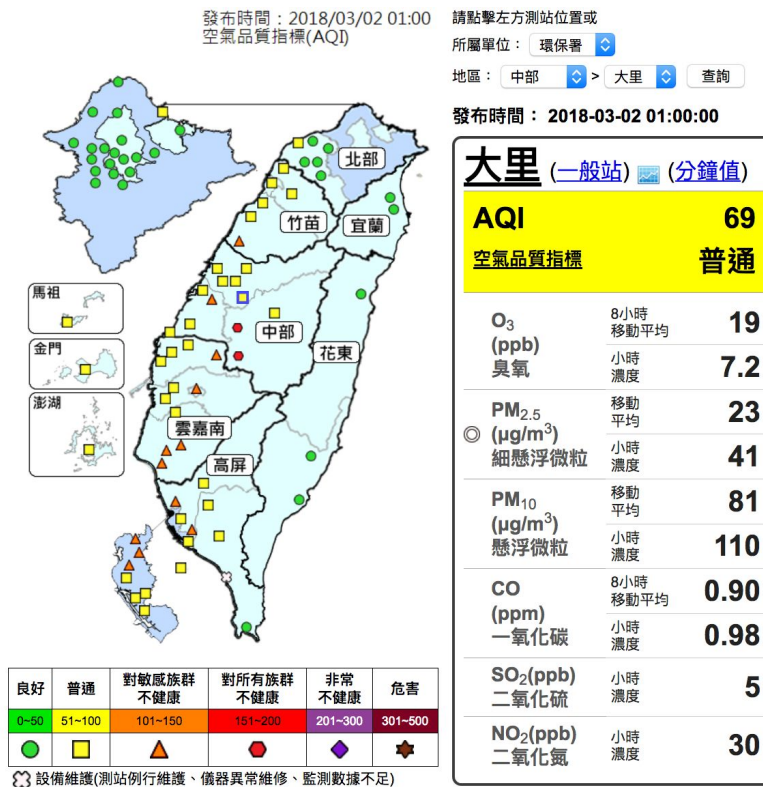 發布時間：2018/03/02 01:00
空氣品質指標(AQI)
北部
竹苗
宜蘭
馬祖
中部
金門
花東
澎湖
雲嘉南
高屏
良好
普通
對敏感族群
不健康
對所有族群
不健康
非常
不健康
危害
0~50
51~100
101~150
151~200
201~300
301~500
設備維護(測站例行維護、儀器異常維修、監測數據不足)
請點擊左方測站位置或
所屬單位： 環保署
地區： 中部 > 大里 查詢
發布時間： 2018-03-02 01:00:00
大里 (一般站) (分鐘值)
AQI 69
空氣品質指標 普通
O3
(ppb)
臭氧
8小時
移動平均
19
小時
濃度
7.2
PM2.5
(μg/m3)
細懸浮微粒
移動
平均
23
小時
濃度
41
PM10
(μg/m3)
懸浮微粒
移動
平均
81
小時
濃度
110
CO
(ppm)
一氧化碳
8小時
移動平均
0.90
小時
濃度
0.98
SO2(ppb)
二氧化硫
小時
濃度
5
NO2(ppb)
二氧化氮
小時
濃度
30